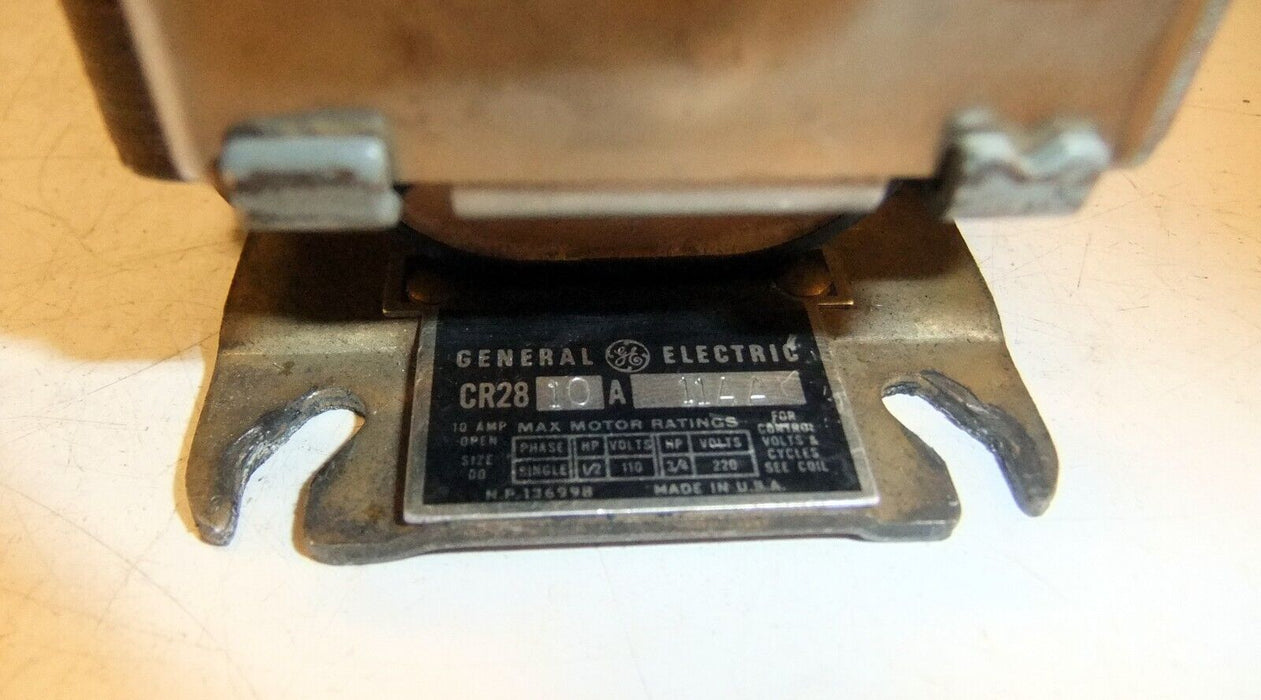 GENERAL GE ELECTRIC
CR28 10 A
10 AMP
OPEN
SIZE
00
MAX MOTOR RATINGS
PHASE HP VOLTS HP VOLTS
SINGLE 1/2 110 3/4 220
FOR
CONTROL
VOLTS &
CYCLES
SEE COIL
N.P. 136998 MADE IN U.S.A.